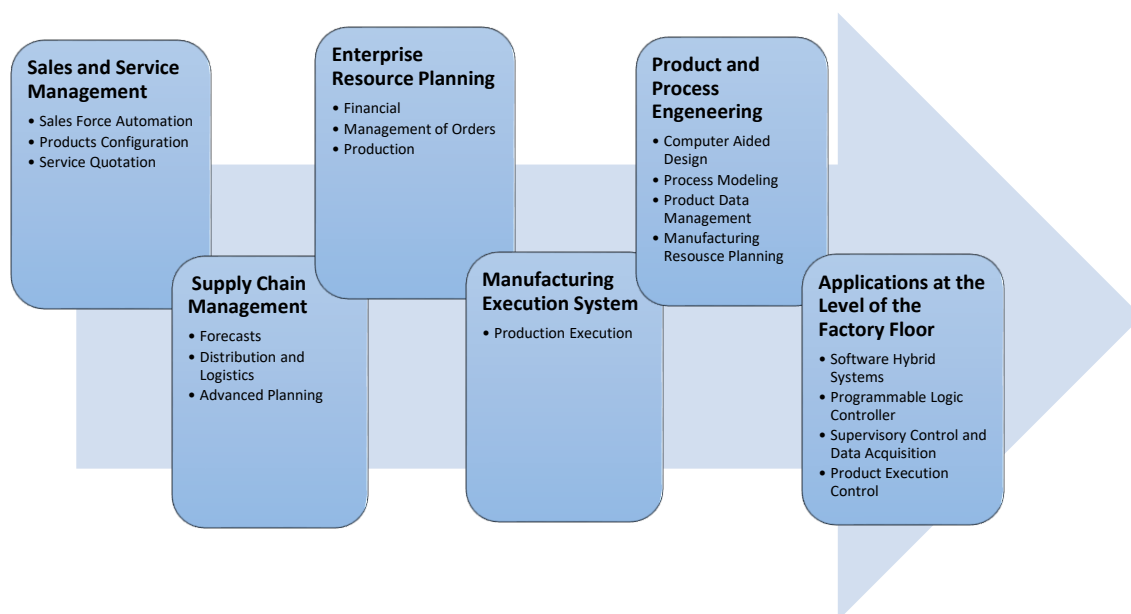 Sales and Service
Management
• Sales Force Automation
• Products Configuration
• Service Quotation
Supply Chain
Management
• Forecasts
• Distribution and
Logistics
• Advanced Planning
Enterprise
Resource Planning
• Financial
• Management of Orders
• Production
Manufacturing
Execution System
• Production Execution
Product and
Process
Engeneering
• Computer Aided
Design
• Process Modeling
• Product Data
Management
• Manufacturing
Resousce Planning
Applications at the
Level of the
Factory Floor
• Software Hybrid
Systems
• Programmable Logic
Controller
• Supervisory Control and
Data Acquisition
• Product Execution
Control